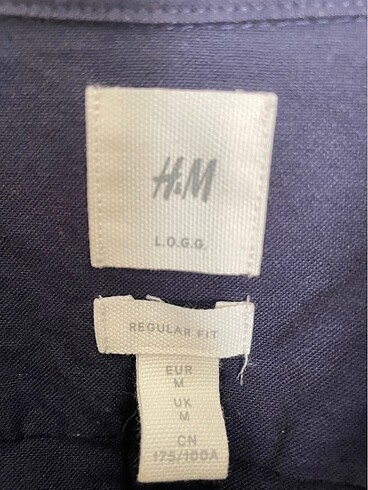 H&M
L.O.G.G.
REGULAR FIT
EUR
M
UK
M
CN
175/100A